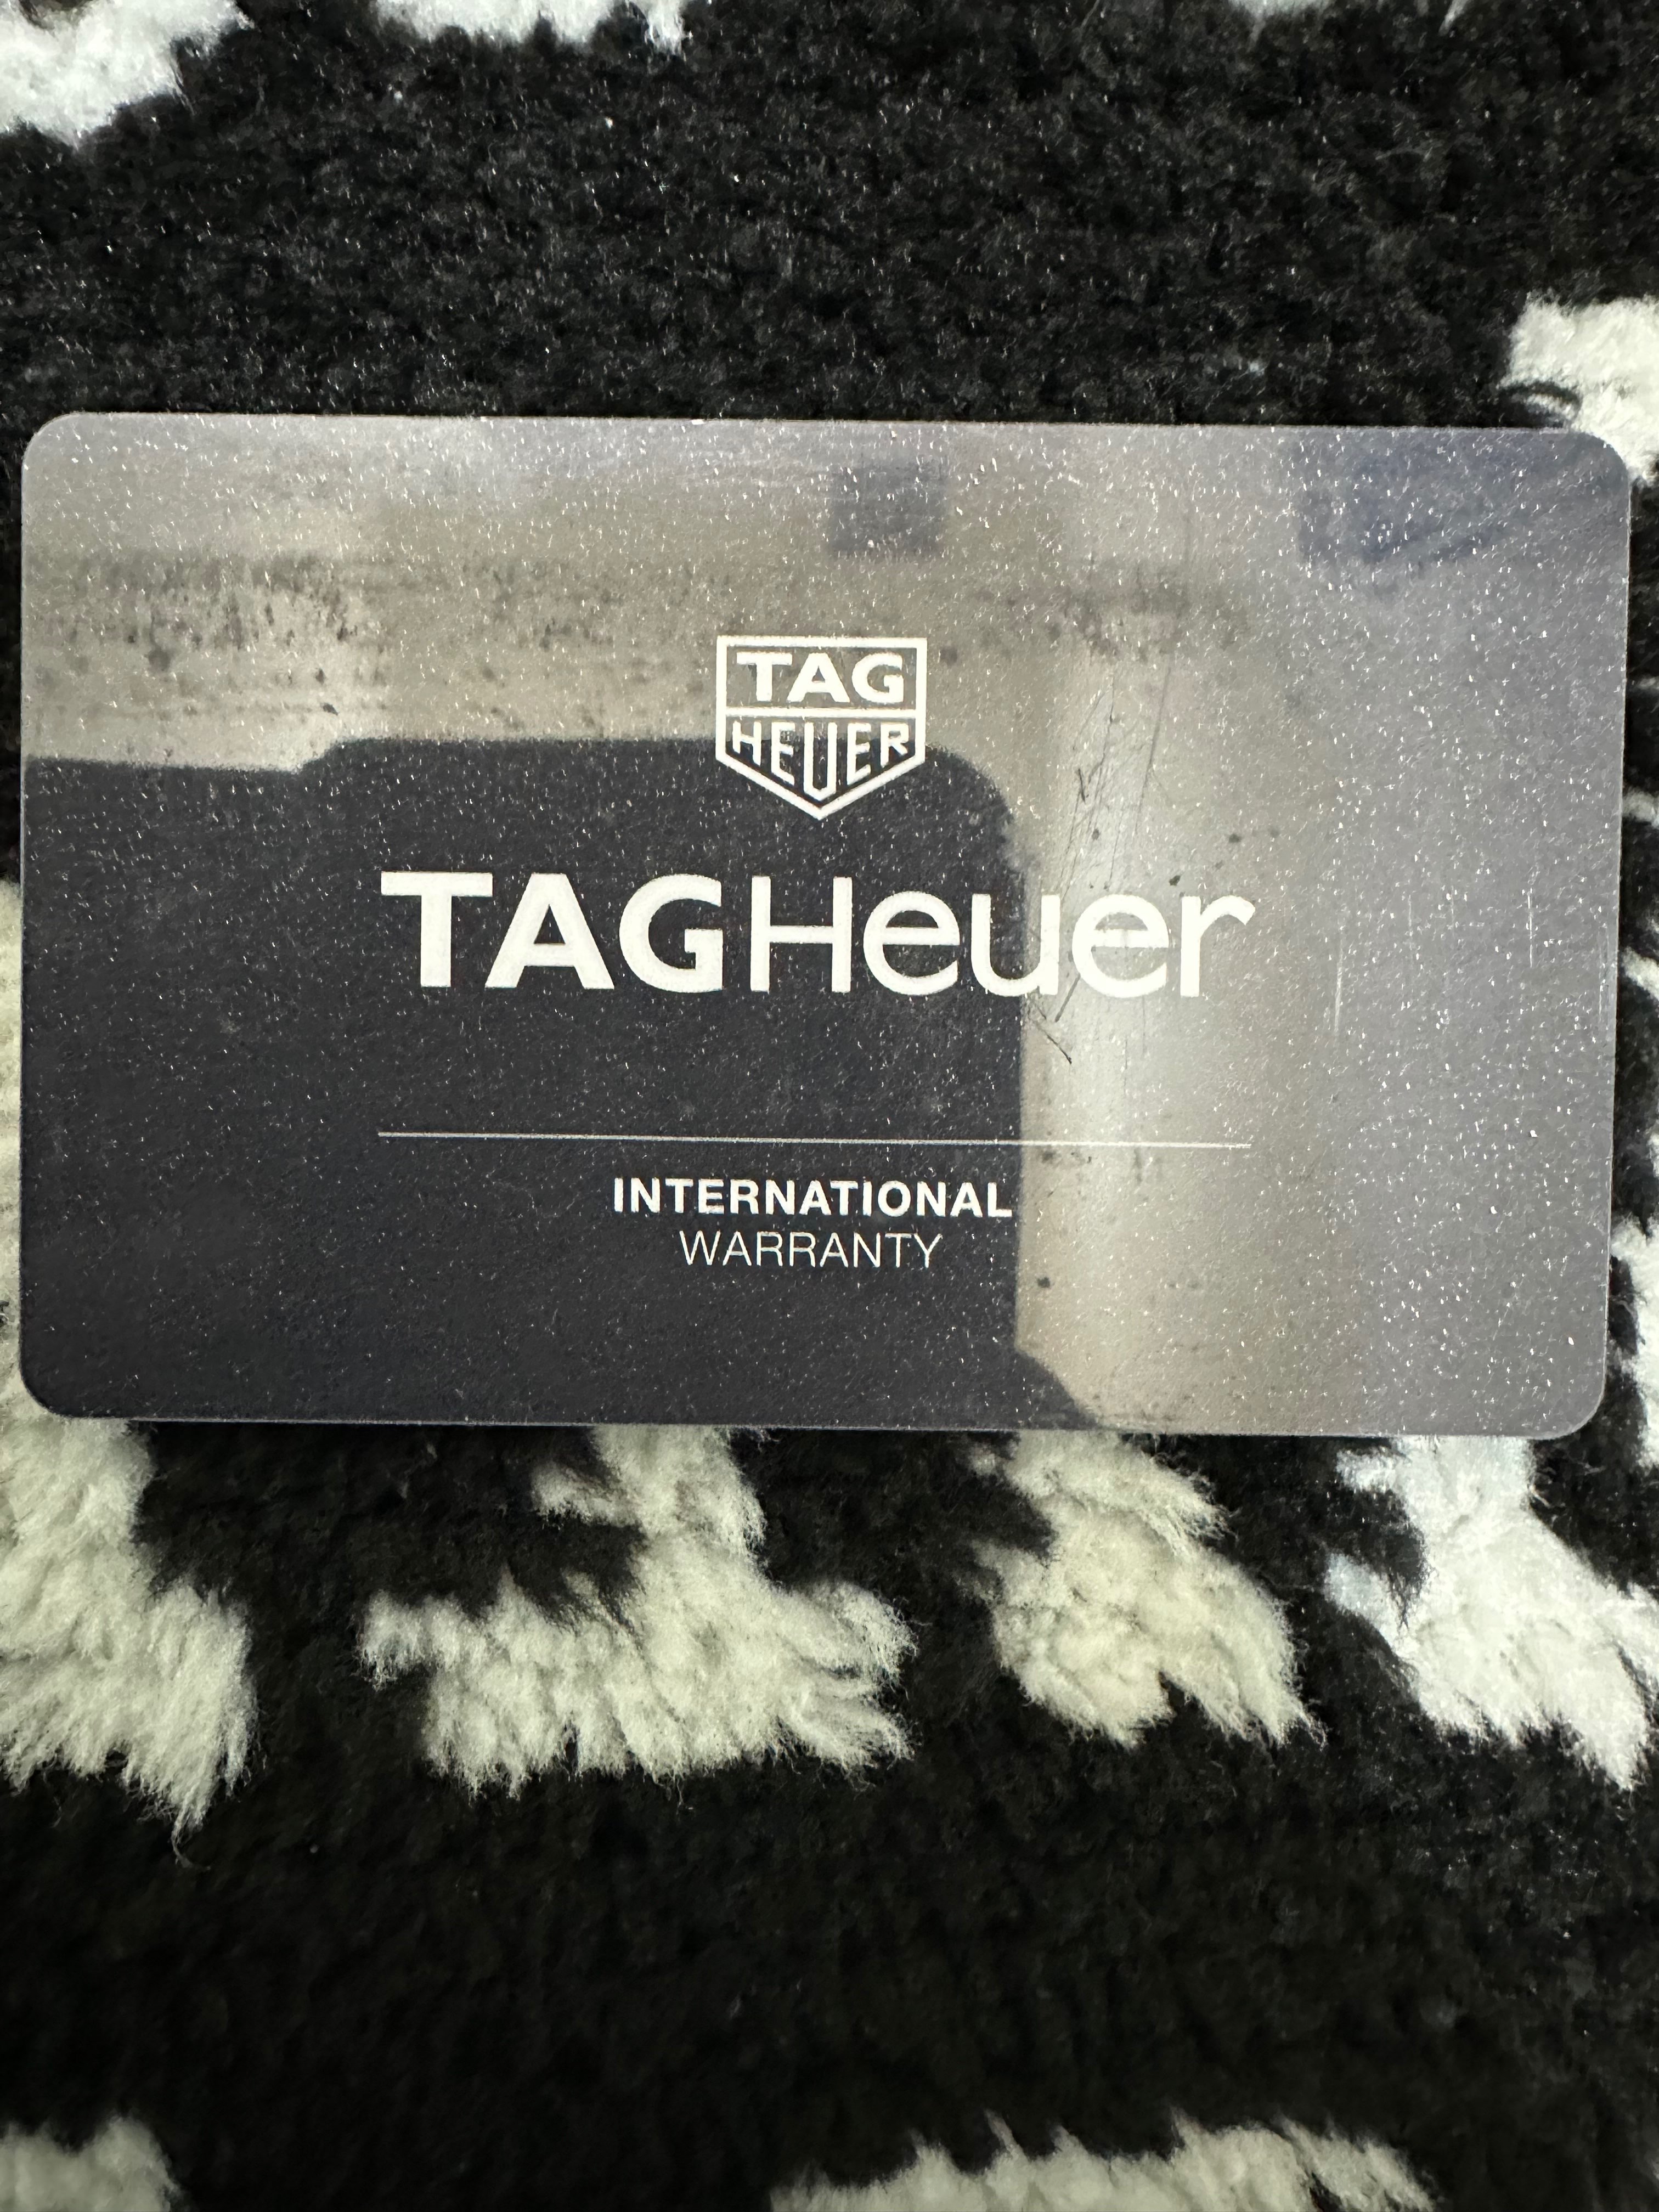 TAG
HEUER
TAGHeuer
INTERNATIONAL
WARRANTY